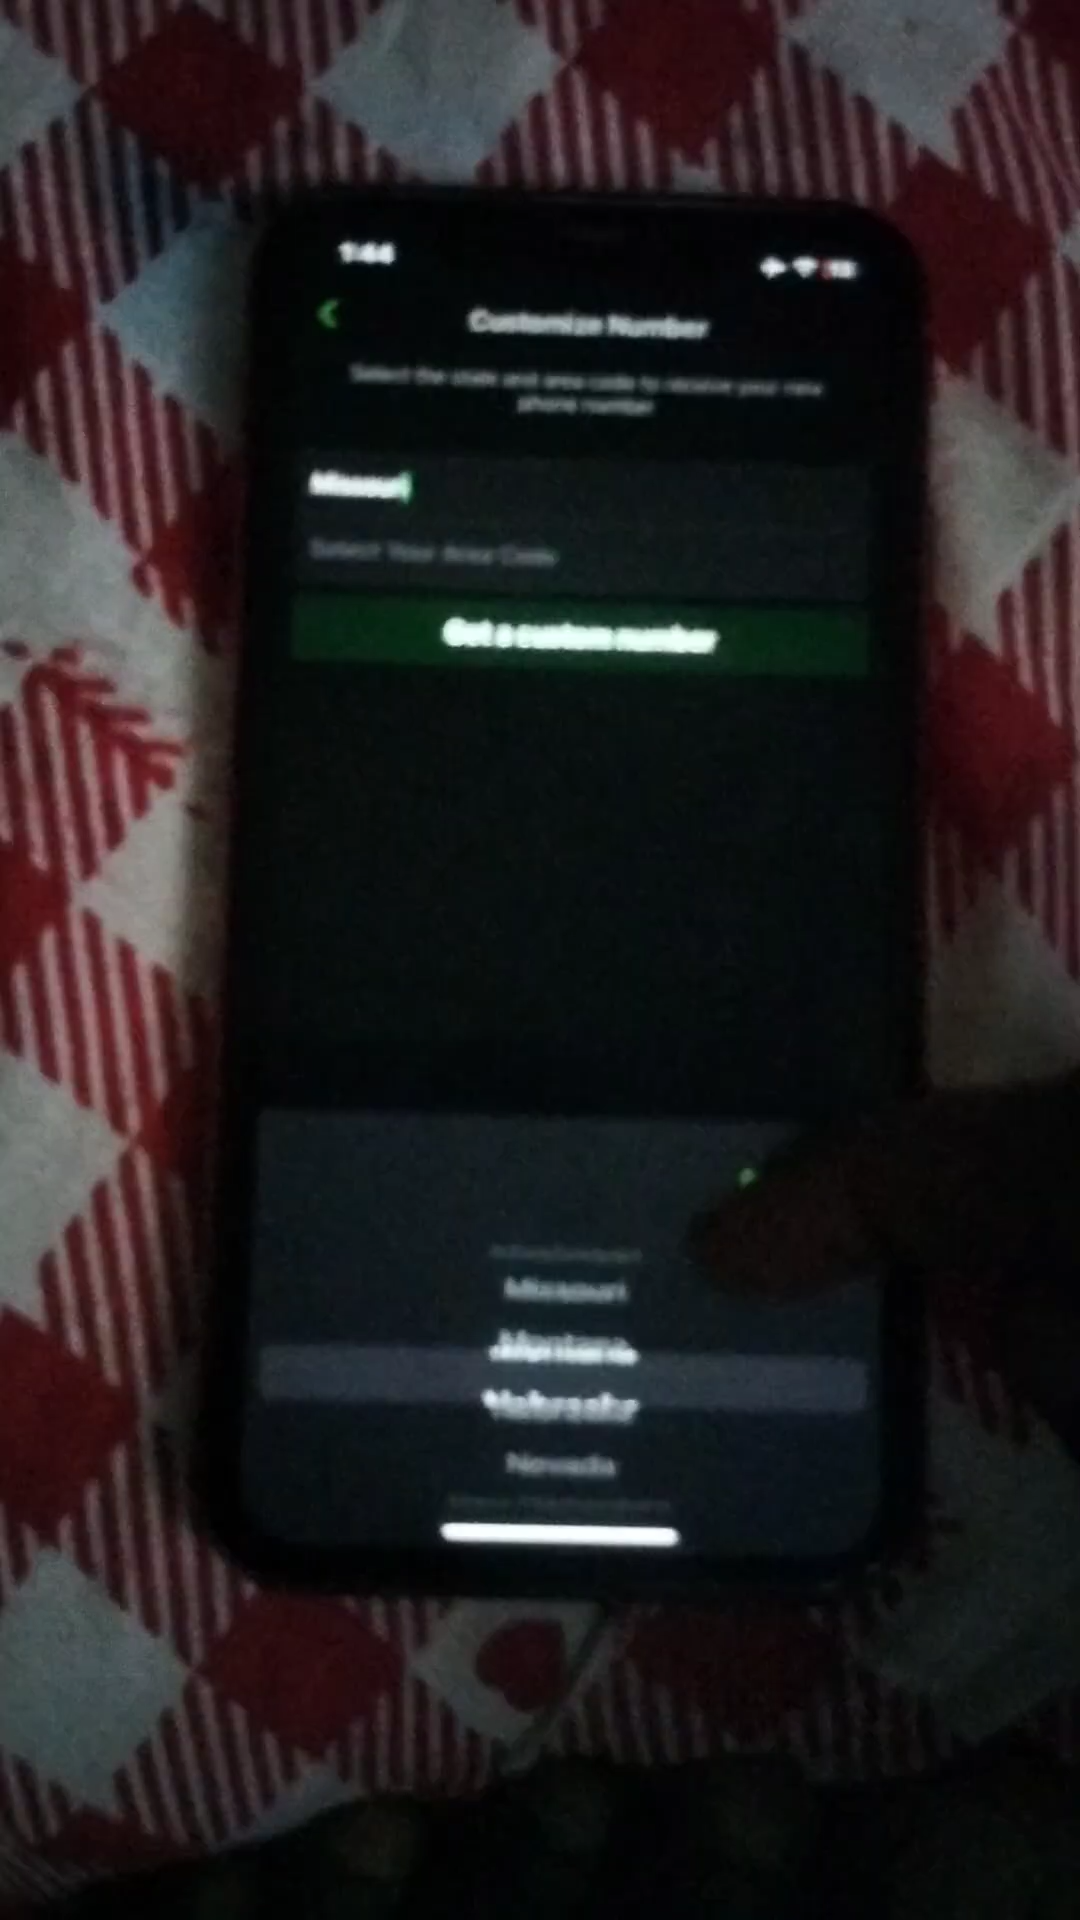 1:44
Customize Number
Select the state and area code to receive your new
phone number
Missouri
Select Your Area Code
Get a custom number
Missouri
Montana
Nebraska
Nevada